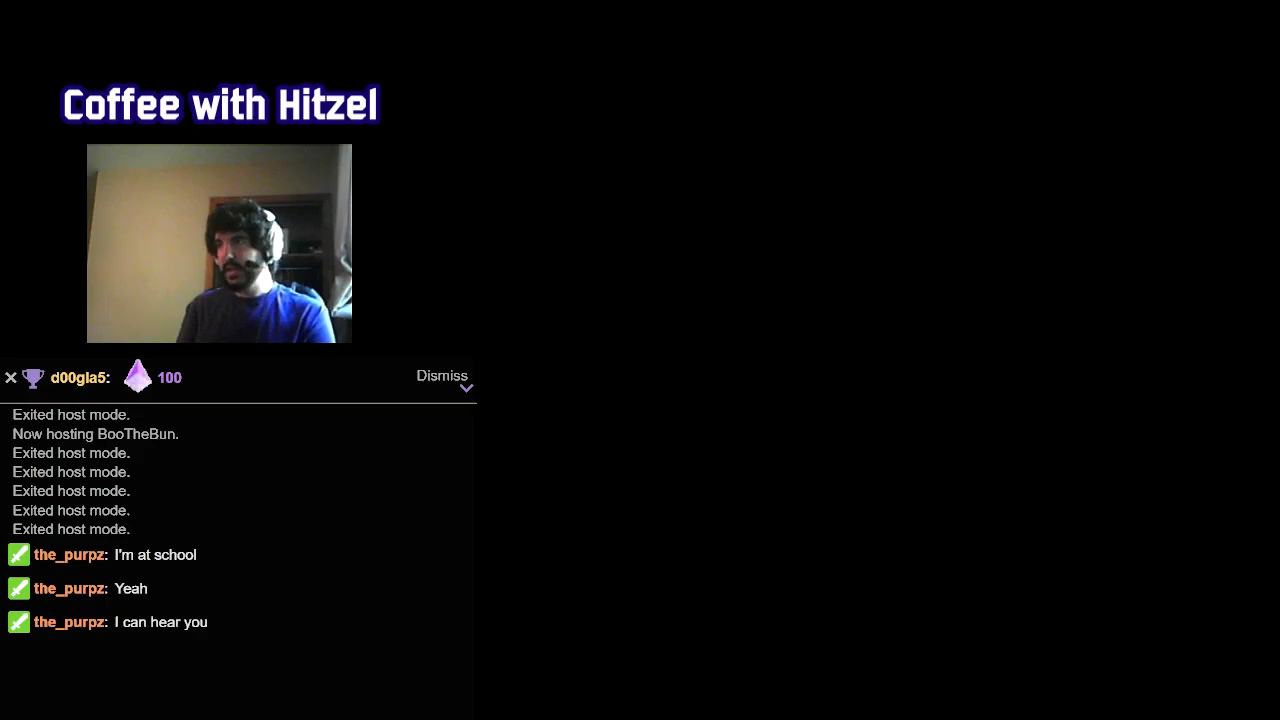 Coffee with Hitzel
d00gla5: 100 Dismiss
Exited host mode.
Now hosting BooTheBun.
Exited host mode.
Exited host mode.
Exited host mode.
Exited host mode.
Exited host mode.
the_purpz: I'm at school
the_purpz: Yeah
the_purpz: I can hear you